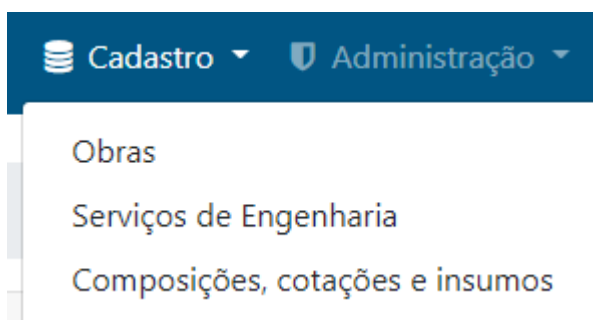 Cadastro Administração
Obras
Serviços de Engenharia
Composições, cotações e insumos